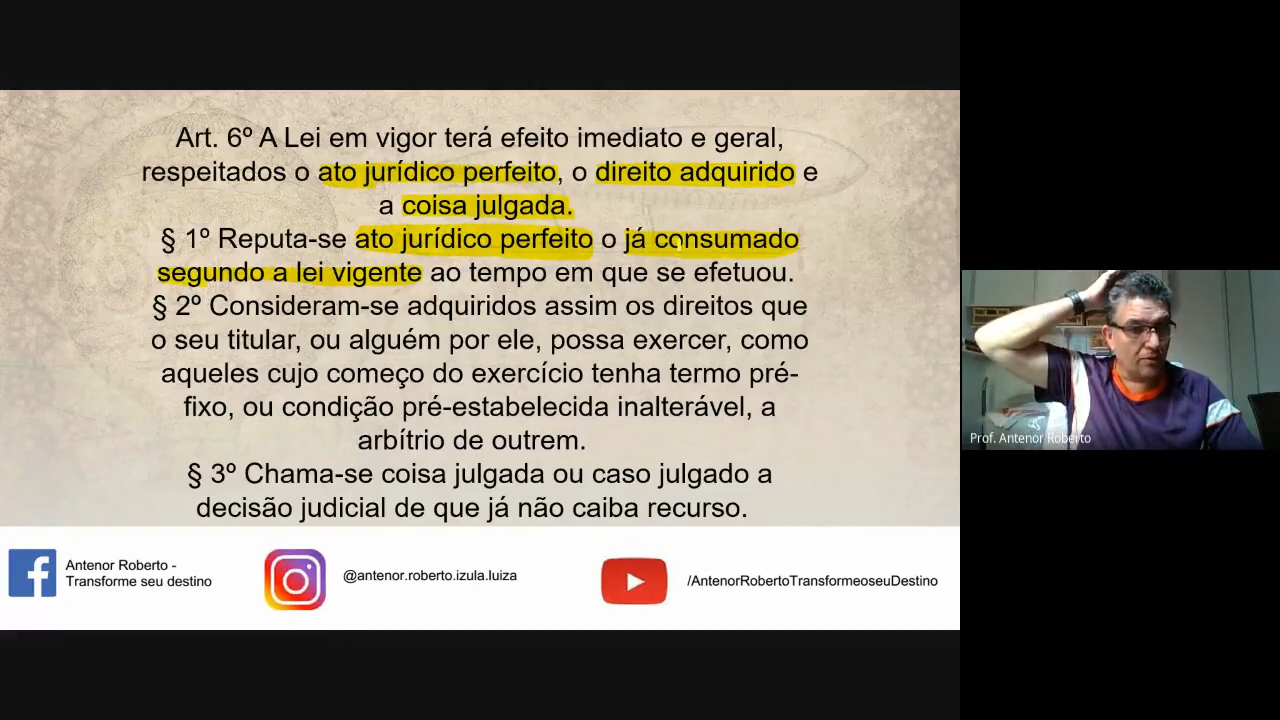 Art. 6º A Lei em vigor terá efeito imediato e geral,
respeitados o ato jurídico perfeito, o direito adquirido e
a coisa julgada.
§ 1º Reputa-se ato jurídico perfeito o já consumado
segundo a lei vigente ao tempo em que se efetuou.
§ 2º Consideram-se adquiridos assim os direitos que
o seu titular, ou alguém por ele, possa exercer, como
aqueles cujo começo do exercício tenha termo pré-
fixo, ou condição pré-estabelecida inalterável, a
arbítrio de outrem.
§ 3º Chama-se coisa julgada ou caso julgado a
decisão judicial de que já não caiba recurso.
Antenor Roberto -
Transforme seu destino
@antenor.roberto.izula.luiza
/AntenorRobertoTransformeoseuDestino
Prof. Antenor Roberto